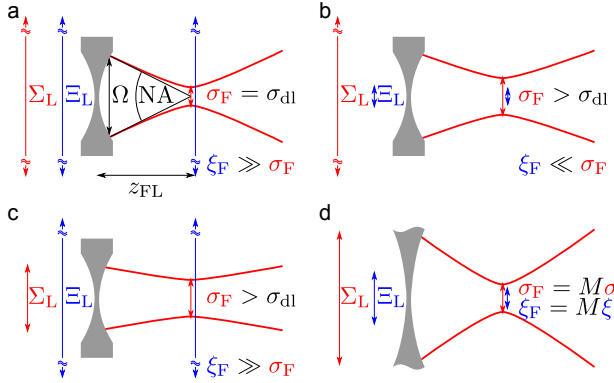 a
Σ_L Ξ_L Ω NA σ_F = σ_dl
ξ_F ≫ σ_F
z_FL
b
Σ_L Ξ_L σ_F > σ_dl
ξ_F ≪ σ_F
c
Σ_L Ξ_L σ_F > σ_dl
ξ_F ≫ σ_F
d
Σ_L Ξ_L σ_F = Mσ
ξ_F = Mξ